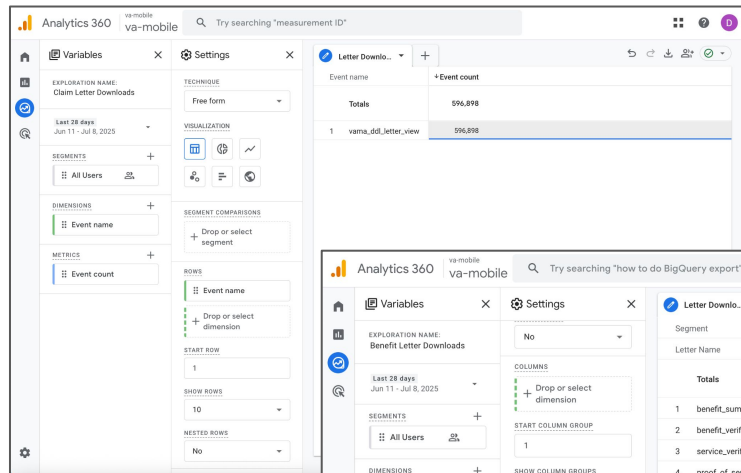 Analytics 360
va-mobile
va-mobile
Try searching "measurement ID"
D
Variables
Settings
Letter Downlo...
EXPLORATION NAME:
Claim Letter Downloads
Last 28 days
Jun 11 - Jul 8, 2025
SEGMENTS
All Users
DIMENSIONS
Event name
METRICS
Event count
TECHNIQUE
Free form
VISUALIZATION
SEGMENT COMPARISONS
Drop or select
segment
ROWS
Event name
Drop or select
dimension
START ROW
1
SHOW ROWS
10
NESTED ROWS
No
Event name
Event count
Totals
596,898
1 vama_ddl_letter_view 596,898
Analytics 360
va-mobile
va-mobile
Try searching "how to do BigQuery export"
Variables
Settings
Letter Downlo..
EXPLORATION NAME:
Benefit Letter Downloads
Last 28 days
Jun 11 - Jul 8, 2025
SEGMENTS
All Users
DIMENSIONS
No
COLUMNS
Drop or select
dimension
START COLUMN GROUP
1
SHOW COLUMN GROUPS
Segment
Letter Name
Totals
1 benefit_sum
2 benefit_verif
3 service_verif
4 proof_of_se